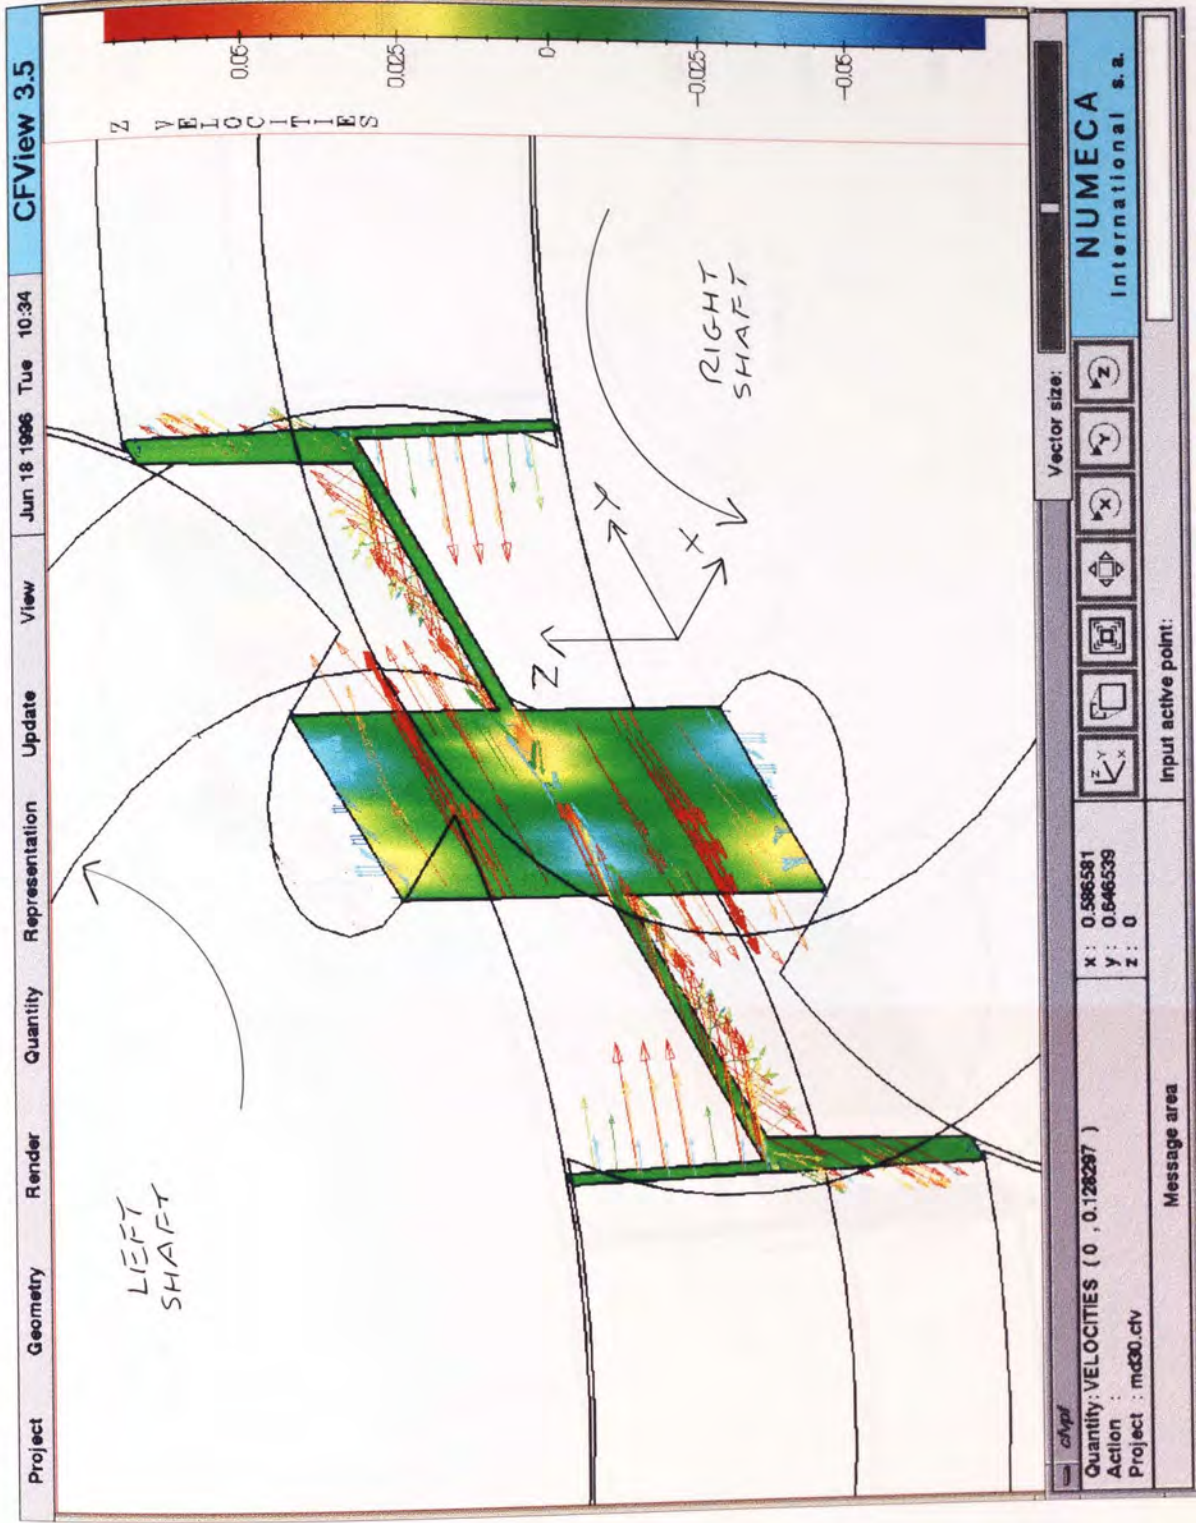 Project Geometry Render Quantity Representation Update View Jun 18 1996 Tue 10:34 CFView 3.5
LEFT
SHAFT
RIGHT
SHAFT
Z
Y
X
Z VELOCITIES
0.05
0.025
0
-0.025
-0.05
cfvpf
Vector size:
Quantity: VELOCITIES ( 0 , 0.128297 )
Action :
Project : md30.cfv
x : 0.586581
y : 0.646539
z : 0
Z Y X
X
Y
Z
NUMECA
International s.a.
Message area
Input active point: